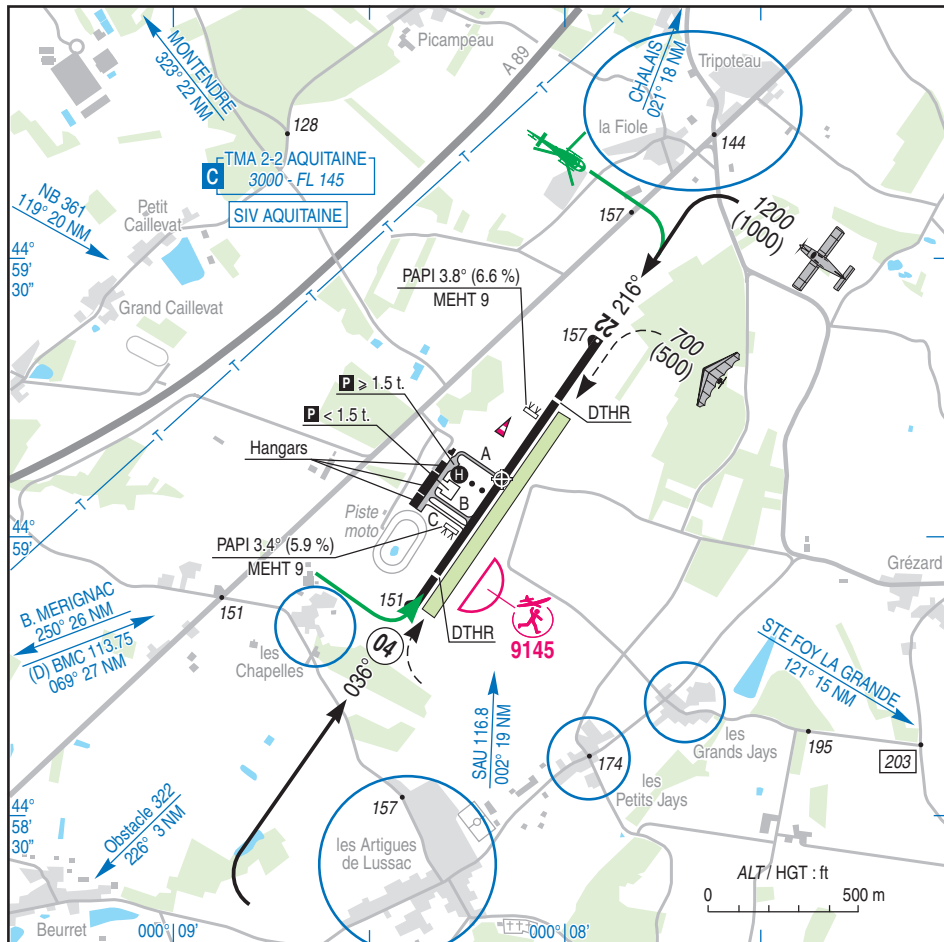 Picampeau
A 89
MONTENDRE
323° 22 NM
T
T
CHALAIS
021° 18 NM
Tripoteau
la Fiole
128
144
C
TMA 2-2 AQUITAINE
3000 - FL 145
SIV AQUITAINE
NB 361
119° 20 NM
Petit
Caillevat
157
1200
(1000)
44°
59'
30"
PAPI 3.8° (6.6 %)
MEHT 9
216°
22
Grand Caillevat
157
700
(500)
T
P ≥ 1.5 t.
P < 1.5 t.
DTHR
Hangars
A
H
B
C
Piste
moto
44°
59'
T
PAPI 3.4° (5.9 %)
MEHT 9
Grézard
151
151
B. MERIGNAC
250° 26 NM
(D) BMC 113.75
069° 27 NM
DTHR
04
036°
9145
les
Chapelles
STE FOY LA GRANDE
121° 15 NM
SAU 116.8
002° 19 NM
les
Grands Jays
195
203
174
les
Petits Jays
157
44°
58'
30"
Obstacle 322
226° 3 NM
les Artigues
de Lussac
ALT / HGT : ft
0 500 m
Beurret
000° 09'
000° 08'